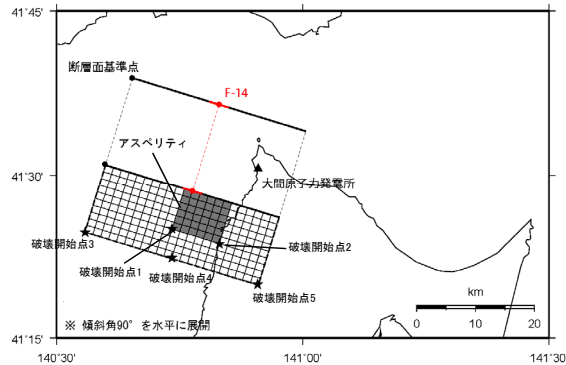 41°45'
断層面基準点
F-14
アスペリティ
41°30'
大間原子力発電所
破壊開始点3
破壊開始点2
破壊開始点1
破壊開始点4
破壊開始点5
km
0 10 20
※ 傾斜角90°を水平に展開
41°15'
140°30' 141°00' 141°30'